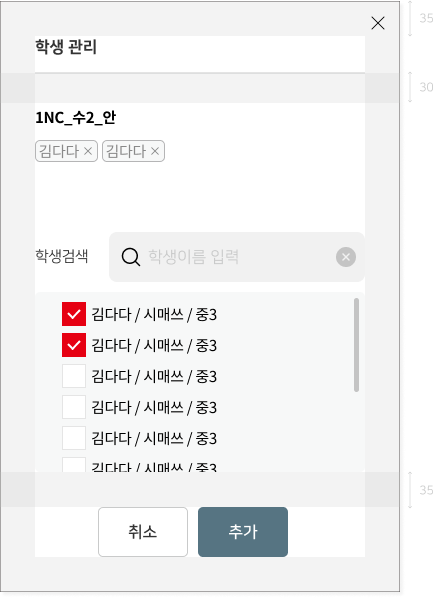 35
학생 관리
30
1NC_수2_안
김다다 × 김다다 ×
학생검색 학생이름 입력
김다다 / 시매쓰 / 중3
김다다 / 시매쓰 / 중3
김다다 / 시매쓰 / 중3
김다다 / 시매쓰 / 중3
김다다 / 시매쓰 / 중3
김다다 / 시매쓰 / 중3
35
취소 추가